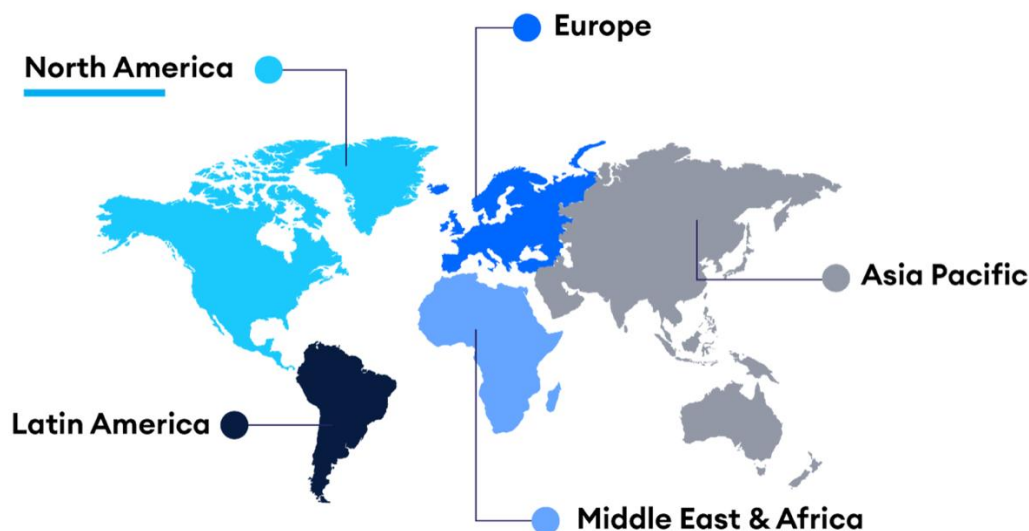 Europe
North America
Asia Pacific
Latin America
Middle East & Africa